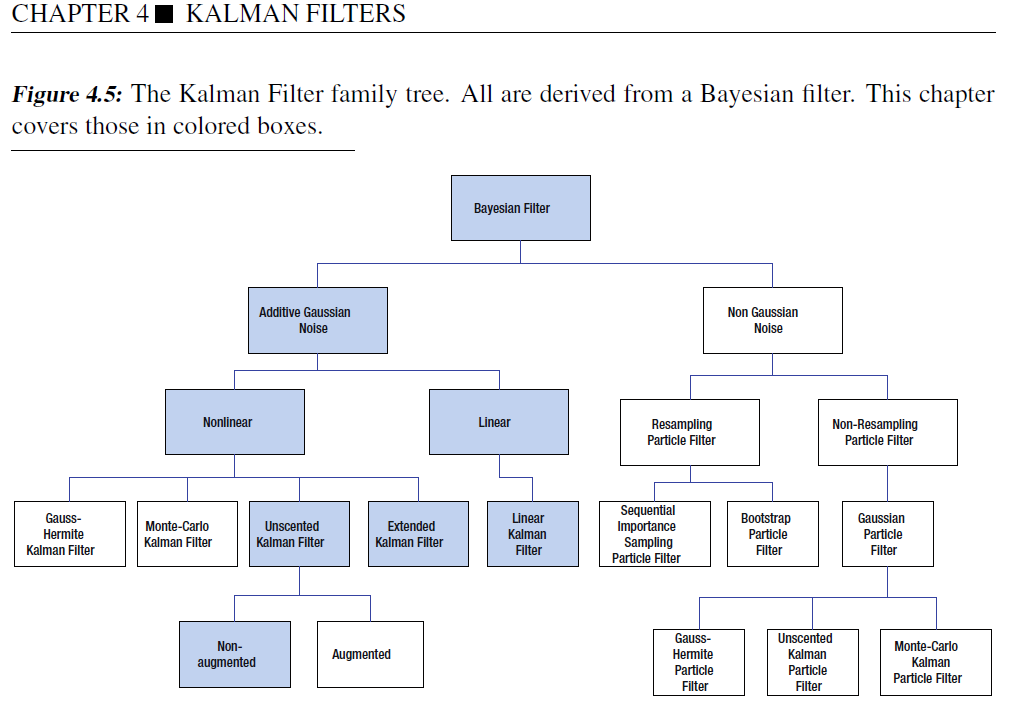 CHAPTER 4 ■ KALMAN FILTERS
Figure 4.5: The Kalman Filter family tree. All are derived from a Bayesian filter. This chapter
covers those in colored boxes.
Bayesian Filter
Additive Gaussian
Noise
Non Gaussian
Noise
Nonlinear
Linear
Resampling
Particle Filter
Non-Resampling
Particle Filter
Gauss-
Hermite
Kalman Filter
Monte-Carlo
Kalman Filter
Unscented
Kalman Filter
Extended
Kalman Filter
Linear
Kalman
Filter
Sequential
Importance
Sampling
Particle Filter
Bootstrap
Particle
Filter
Gaussian
Particle
Filter
Non-
augmented
Augmented
Gauss-
Hermite
Particle
Filter
Unscented
Kalman
Particle
Filter
Monte-Carlo
Kalman
Particle Filter